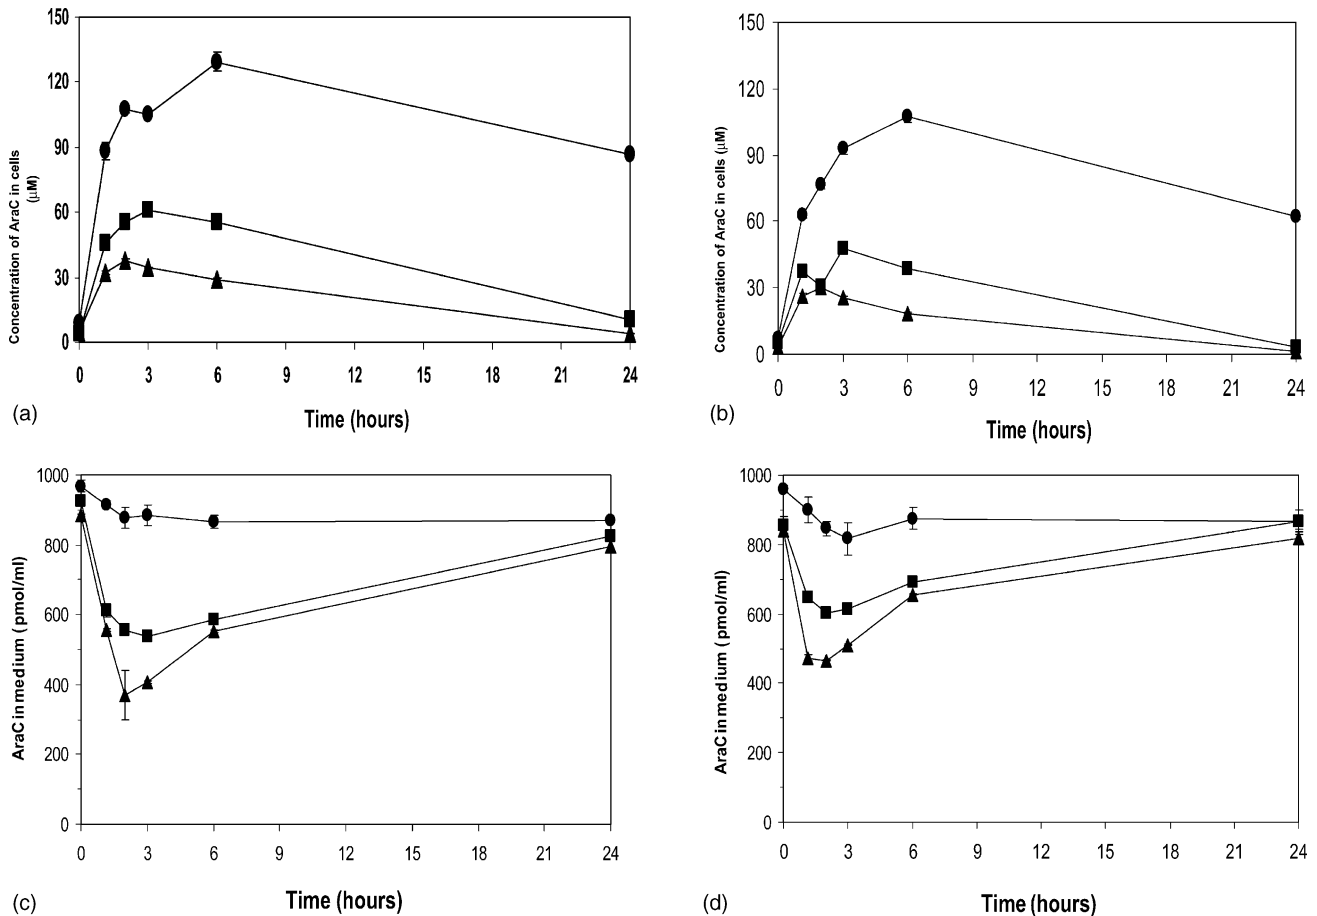 150
120
90
60
30
0
Concentration of AraC in cells
(μM)
0 3 6 9 12 15 18 21 24
Time (hours)
(a)
150
120
90
60
30
0
Concentration of AraC in cells (μM)
0 3 6 9 12 15 18 21 24
Time (hours)
(b)
1000
800
600
400
200
0
AraC in medium (pmol/ml)
0 3 6 9 12 15 18 21 24
Time (hours)
(c)
1000
800
600
400
200
0
AraC in medium (pmol/ml)
0 3 6 9 12 15 18 21 24
Time (hours)
(d)